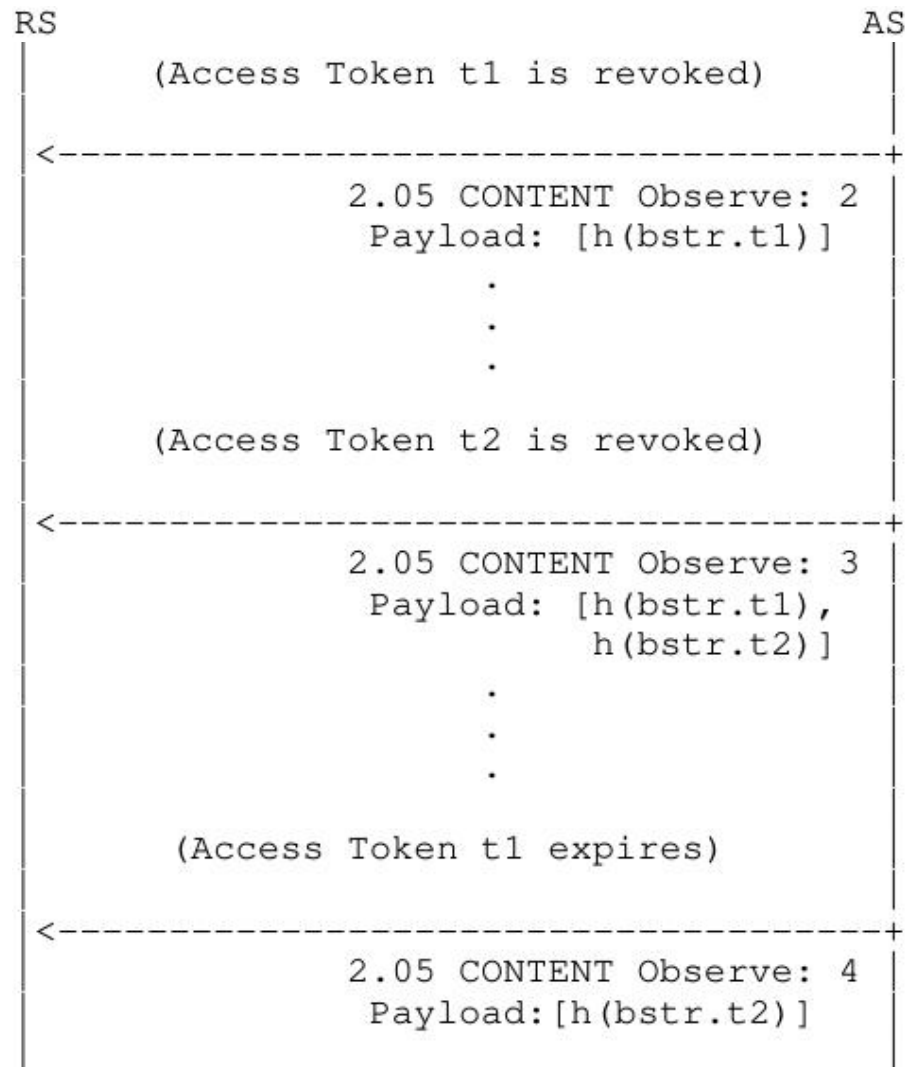 RS AS
(Access Token t1 is revoked)
<---------------------------------------+
2.05 CONTENT Observe: 2
Payload: [h(bstr.t1)]
.
.
.
(Access Token t2 is revoked)
<---------------------------------------+
2.05 CONTENT Observe: 3
Payload: [h(bstr.t1),
h(bstr.t2)]
.
.
.
(Access Token t1 expires)
<---------------------------------------+
2.05 CONTENT Observe: 4
Payload:[h(bstr.t2)]